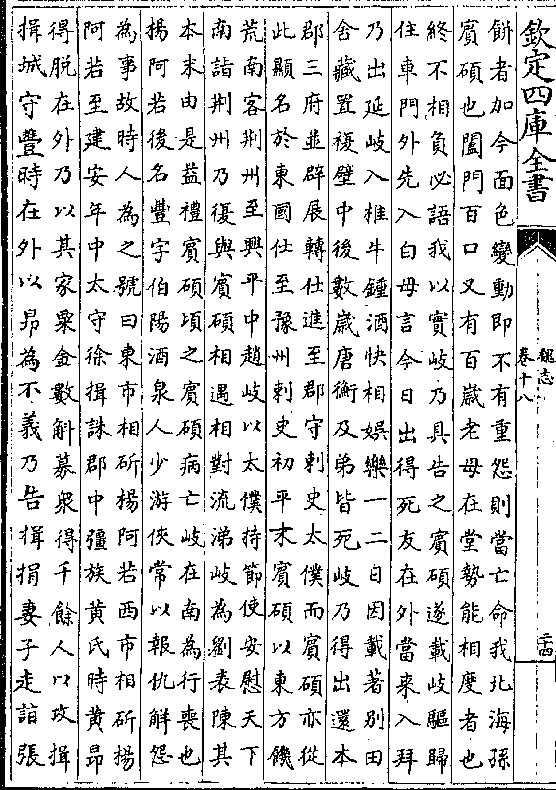 欽定四庫全書
魏志
卷十八
餅者加今面色變動即不有重怨則當亡命我北海孫
賓碩也闔門百口又有百歲老母在堂勢能相度者也
終不相負必語我以實岐乃具告之賓碩遂載岐驅歸
住車門外先入白母言今日出得死友在外當来入拜
乃出延岐入椎牛鍾酒快相娛樂一二日因載著別田
舍藏置複壁中後數歲唐衡及弟皆死岐乃得出還本
郡三府並辟展轉仕進至郡守刺史太僕而賓碩亦從
此顯名於東國仕至豫州刺史初平末賓碩以東方饑
荒南客荆州至興平中趙岐以太僕持節使安慰天下
南詣荆州乃復與賓碩相遇相對流涕岐為劉表陳其
本末由是益禮賓碩頃之賓碩病亡岐在南為行喪也
揚阿若後名豐字伯陽酒泉人少游俠常以報仇解怨
為事故時人為之號曰東市相斫楊阿若西市相斫揚
阿若至建安年中太守徐揖誅郡中彊族黃氏時黃昂
得脫在外乃以其家粟金數斛募衆得千餘人以攻揖
揖城守豐時在外以昂為不義乃告揖捐妻子走詣張